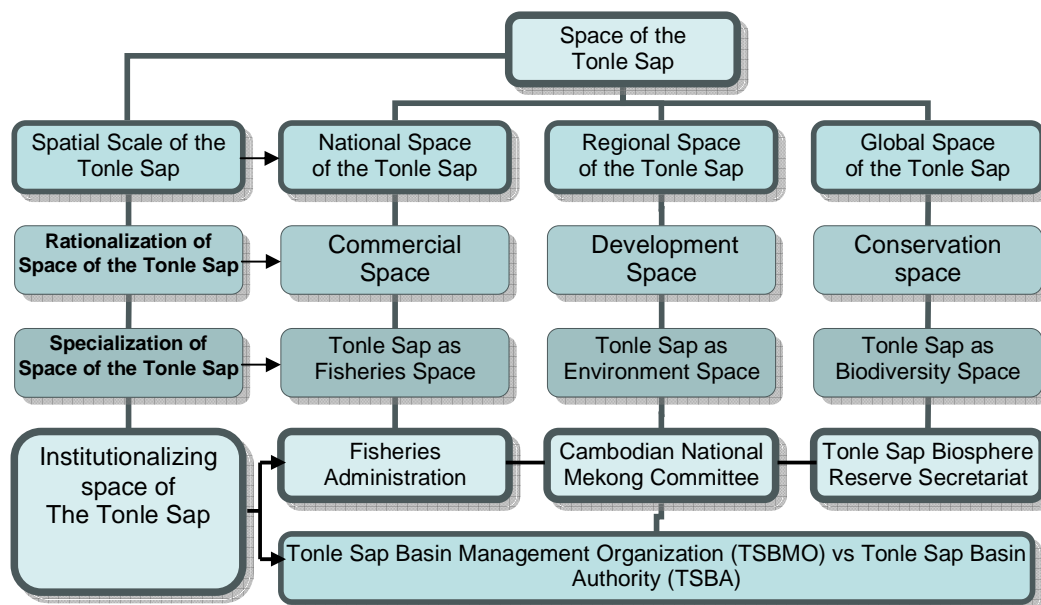 Space of the
Tonle Sap
Spatial Scale of the
Tonle Sap
National Space
of the Tonle Sap
Regional Space
of the Tonle Sap
Global Space
of the Tonle Sap
Rationalization of
Space of the Tonle Sap
Commercial
Space
Development
Space
Conservation
space
Specialization of
Space of the Tonle Sap
Tonle Sap as
Fisheries Space
Tonle Sap as
Environment Space
Tonle Sap as
Biodiversity Space
Institutionalizing
space of
The Tonle Sap
Fisheries
Administration
Cambodian National
Mekong Committee
Tonle Sap Biosphere
Reserve Secretariat
Tonle Sap Basin Management Organization (TSBMO) vs Tonle Sap Basin
Authority (TSBA)